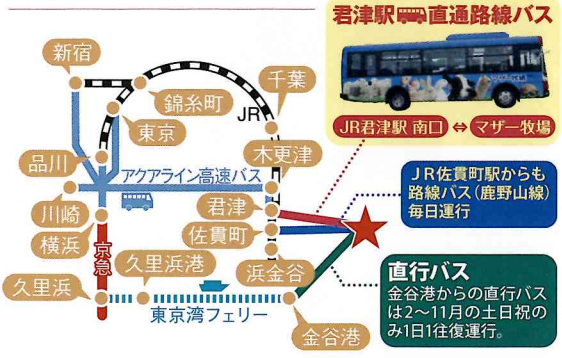 君津駅 直通路線バス
JR君津駅 南口 ⇔ マザー牧場
新宿
錦糸町
千葉
東京
JR
品川
木更津
アクアライン高速バス
川崎
君津
横浜
佐貫町
京急
浜金谷
久里浜
久里浜港
東京湾フェリー
金谷港
JR佐貫町駅からも
路線バス(鹿野山線)
毎日運行
直行バス
金谷港からの直行バス
は2〜11月の土日祝の
み1日1往復運行。